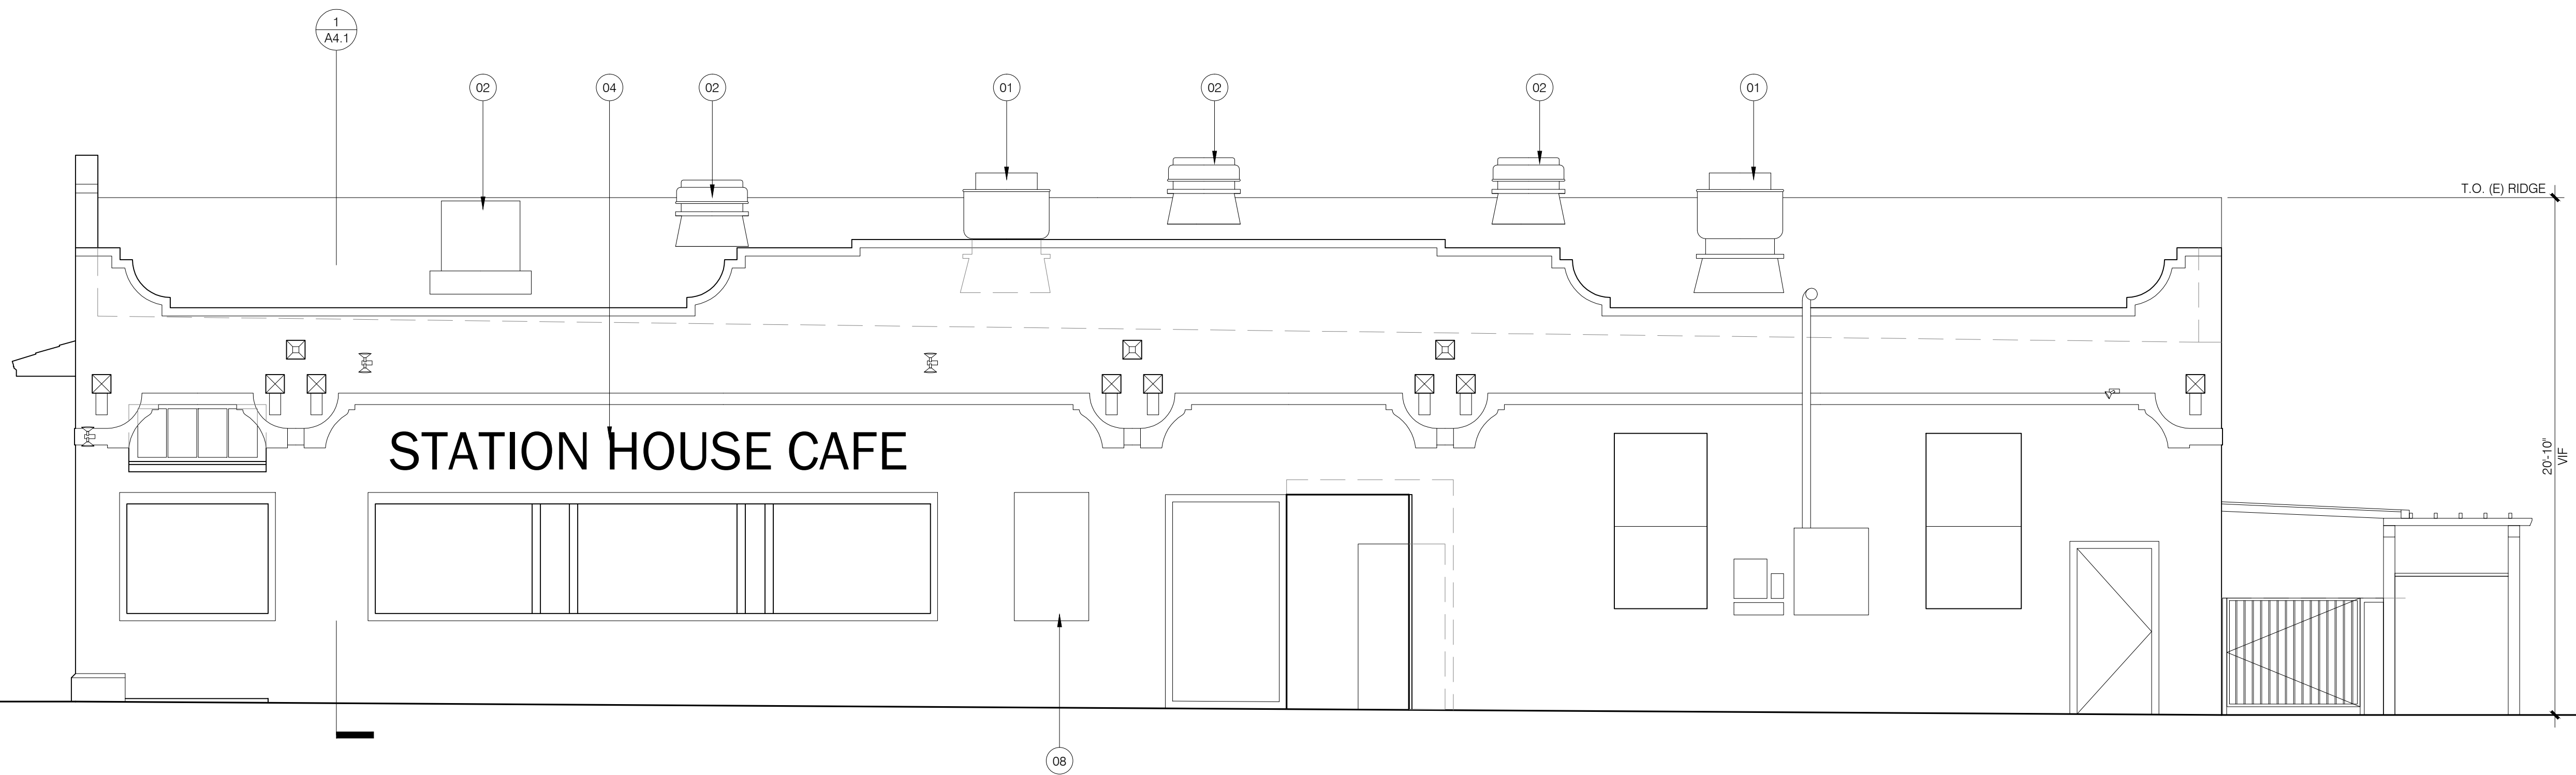 1
A4.1
02
04
02
01
02
02
01
T.O. (E) RIDGE
STATION HOUSE CAFE
20'-10"
VIF
08